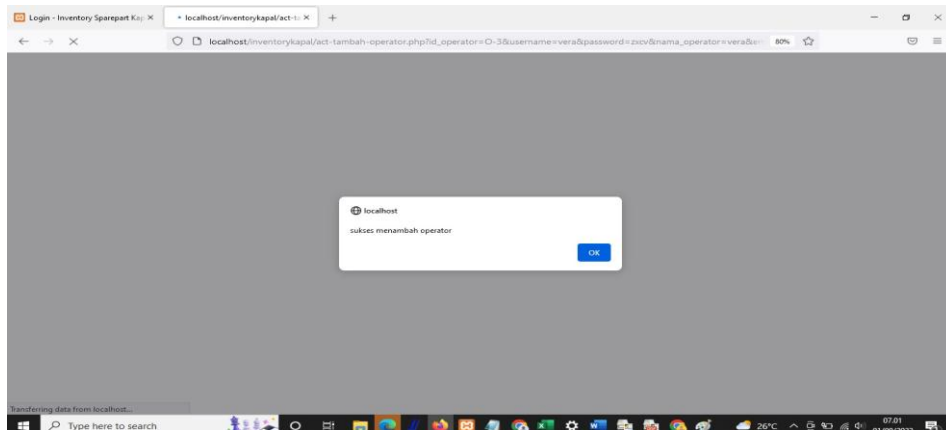 Login - Inventory Sparepart Kap
localhost/inventorykapal/act-ta
localhost/inventorykapal/act-tambah-operator.php?id_operator=O-3&username=vera&password=zscv&nama_operator=vera&
80%
localhost
sukses menambah operator
OK
Transferring data from localhost...
Type here to search
26°C
07.01